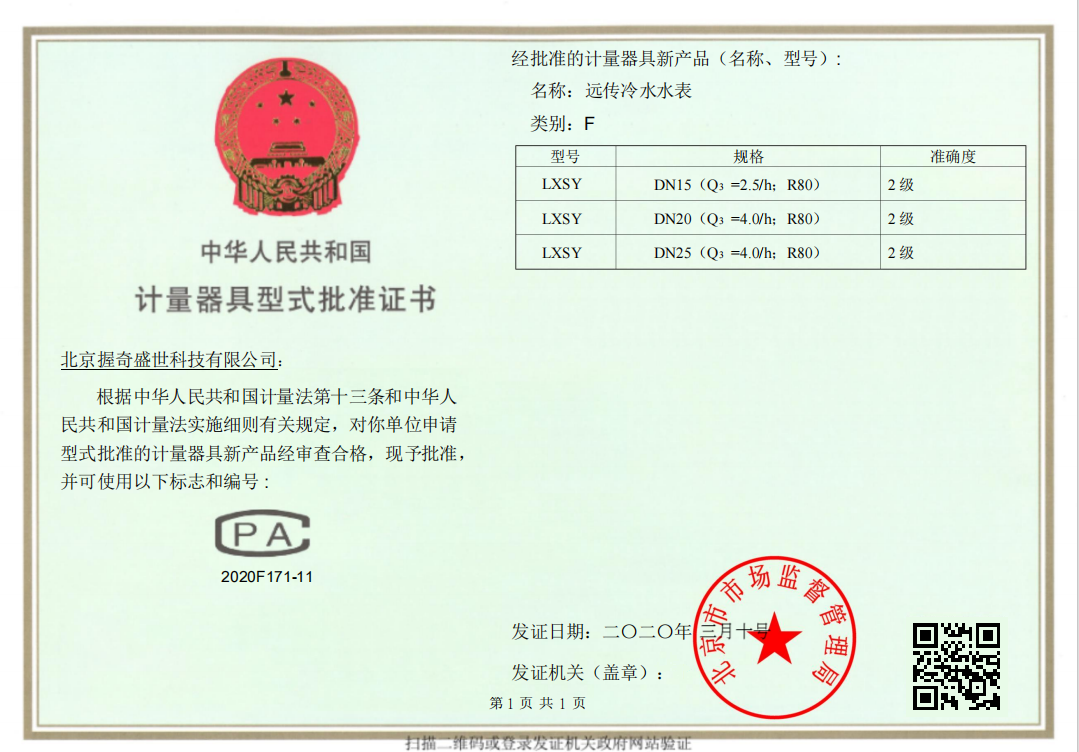 中华人民共和国
计量器具型式批准证书
北京握奇盛世科技有限公司：
根据中华人民共和国计量法第十三条和中华人
民共和国计量法实施细则有关规定，对你单位申请
型式批准的计量器具新产品经审查合格，现予批准，
并可使用以下标志和编号：
CPA
2020F171-11
经批准的计量器具新产品（名称、型号）:
名称：远传冷水水表
类别：F
型号 规格 准确度
LXSY DN15（Q₃ =2.5/h；R80） 2 级
LXSY DN20（Q₃ =4.0/h；R80） 2 级
LXSY DN25（Q₃ =4.0/h；R80） 2 级
发证日期：二〇二〇年 三月十号
发证机关（盖章）：
北京市市场监督管理局
第 1 页 共 1 页
扫描二维码或登录发证机关政府网站验证